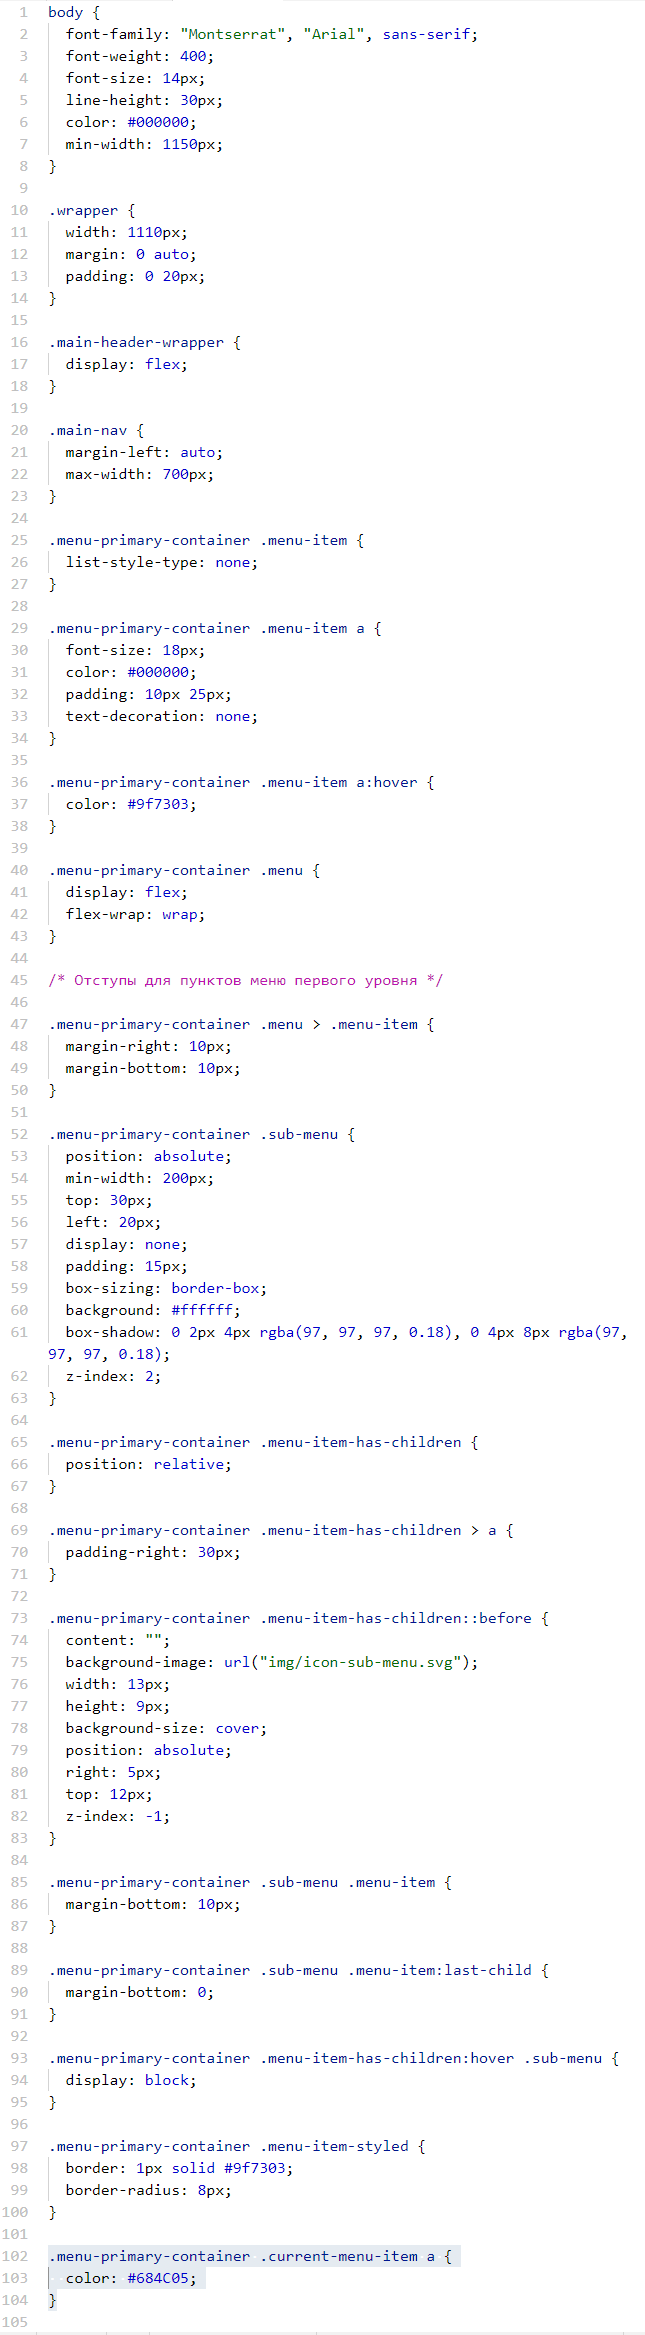 1 body {
2 font-family: "Montserrat", "Arial", sans-serif;
3 font-weight: 400;
4 font-size: 14px;
5 line-height: 30px;
6 color: #000000;
7 min-width: 1150px;
8 }
9
10 .wrapper {
11 width: 1110px;
12 margin: 0 auto;
13 padding: 0 20px;
14 }
15
16 .main-header-wrapper {
17 display: flex;
18 }
19
20 .main-nav {
21 margin-left: auto;
22 max-width: 700px;
23 }
24
25 .menu-primary-container .menu-item {
26 list-style-type: none;
27 }
28
29 .menu-primary-container .menu-item a {
30 font-size: 18px;
31 color: #000000;
32 padding: 10px 25px;
33 text-decoration: none;
34 }
35
36 .menu-primary-container .menu-item a:hover {
37 color: #9f7303;
38 }
39
40 .menu-primary-container .menu {
41 display: flex;
42 flex-wrap: wrap;
43 }
44
45 /* Отступы для пунктов меню первого уровня */
46
47 .menu-primary-container .menu > .menu-item {
48 margin-right: 10px;
49 margin-bottom: 10px;
50 }
51
52 .menu-primary-container .sub-menu {
53 position: absolute;
54 min-width: 200px;
55 top: 30px;
56 left: 20px;
57 display: none;
58 padding: 15px;
59 box-sizing: border-box;
60 background: #ffffff;
61 box-shadow: 0 2px 4px rgba(97, 97, 97, 0.18), 0 4px 8px rgba(97,
97, 97, 0.18);
62 z-index: 2;
63 }
64
65 .menu-primary-container .menu-item-has-children {
66 position: relative;
67 }
68
69 .menu-primary-container .menu-item-has-children > a {
70 padding-right: 30px;
71 }
72
73 .menu-primary-container .menu-item-has-children::before {
74 content: "";
75 background-image: url("img/icon-sub-menu.svg");
76 width: 13px;
77 height: 9px;
78 background-size: cover;
79 position: absolute;
80 right: 5px;
81 top: 12px;
82 z-index: -1;
83 }
84
85 .menu-primary-container .sub-menu .menu-item {
86 margin-bottom: 10px;
87 }
88
89 .menu-primary-container .sub-menu .menu-item:last-child {
90 margin-bottom: 0;
91 }
92
93 .menu-primary-container .menu-item-has-children:hover .sub-menu {
94 display: block;
95 }
96
97 .menu-primary-container .menu-item-styled {
98 border: 1px solid #9f7303;
99 border-radius: 8px;
100 }
101
102 .menu-primary-container .current-menu-item a {
103 color: #684C05;
104 }
105